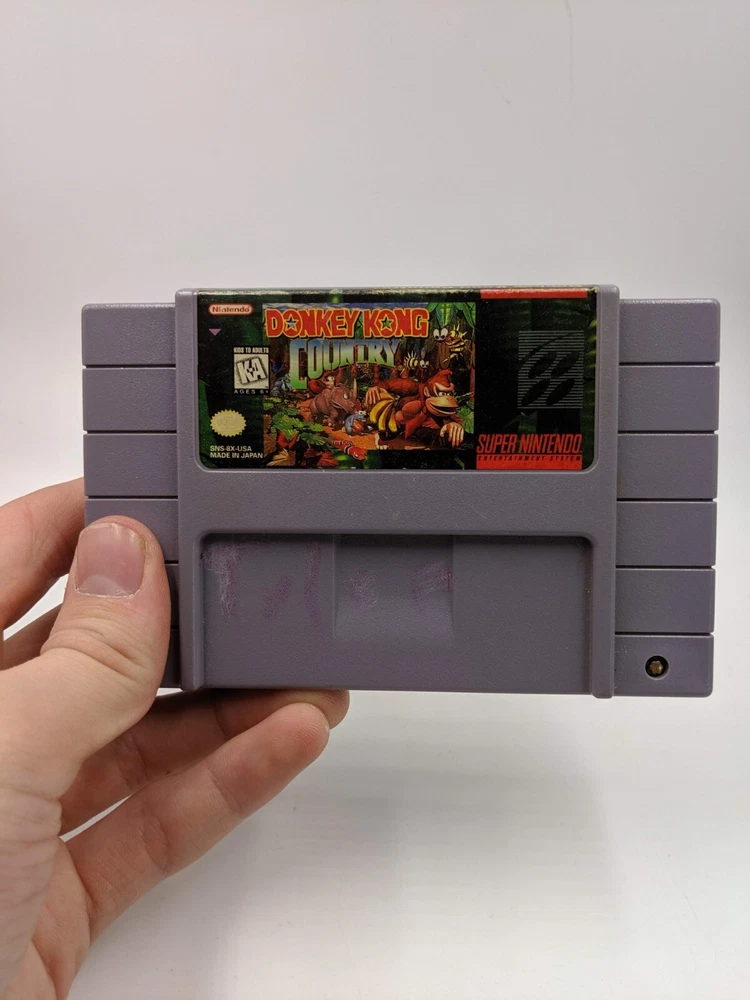 Nintendo
DONKEY KONG
COUNTRY
KIDS TO ADULTS
K-A
AGES 6+
SNS-8X-USA
MADE IN JAPAN
SUPER NINTENDO
ENTERTAINMENT SYSTEM